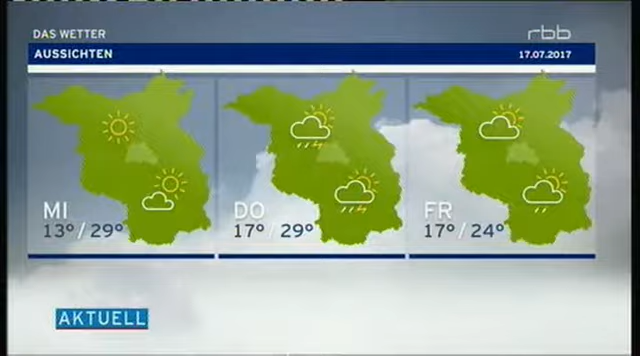 DAS WETTER
rbb
AUSSICHTEN
17.07.2017
MI
13° / 29°
DO
17° / 29°
FR
17° / 24°
AKTUELL